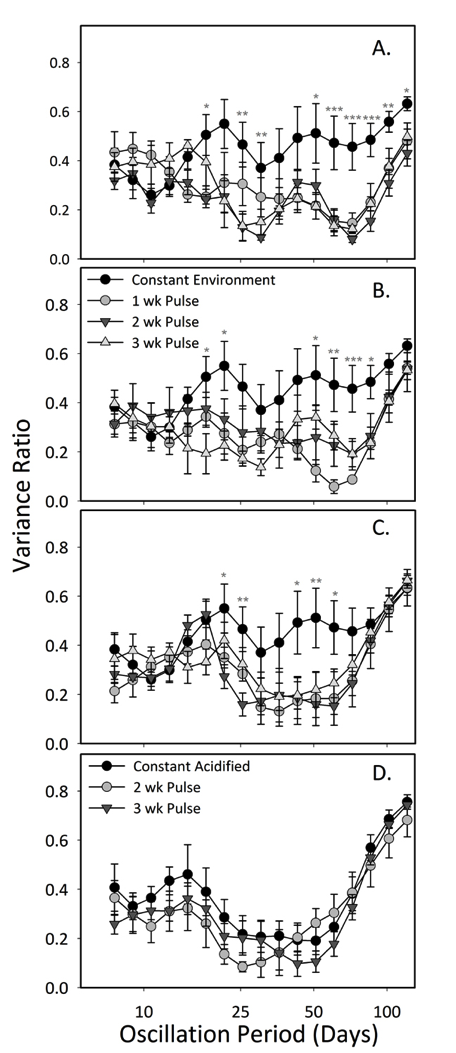 A.
0.8
0.6
0.4
0.2
0.0
* ** ** * *** *** *** ** *
B.
Constant Environment
1 wk Pulse
2 wk Pulse
3 wk Pulse
0.8
0.6
0.4
0.2
0.0
* * * ** *** *
Variance Ratio
C.
0.8
0.6
0.4
0.2
0.0
* ** * ** *
D.
Constant Acidified
2 wk Pulse
3 wk Pulse
0.8
0.6
0.4
0.2
0.0
10 25 50 100
Oscillation Period (Days)